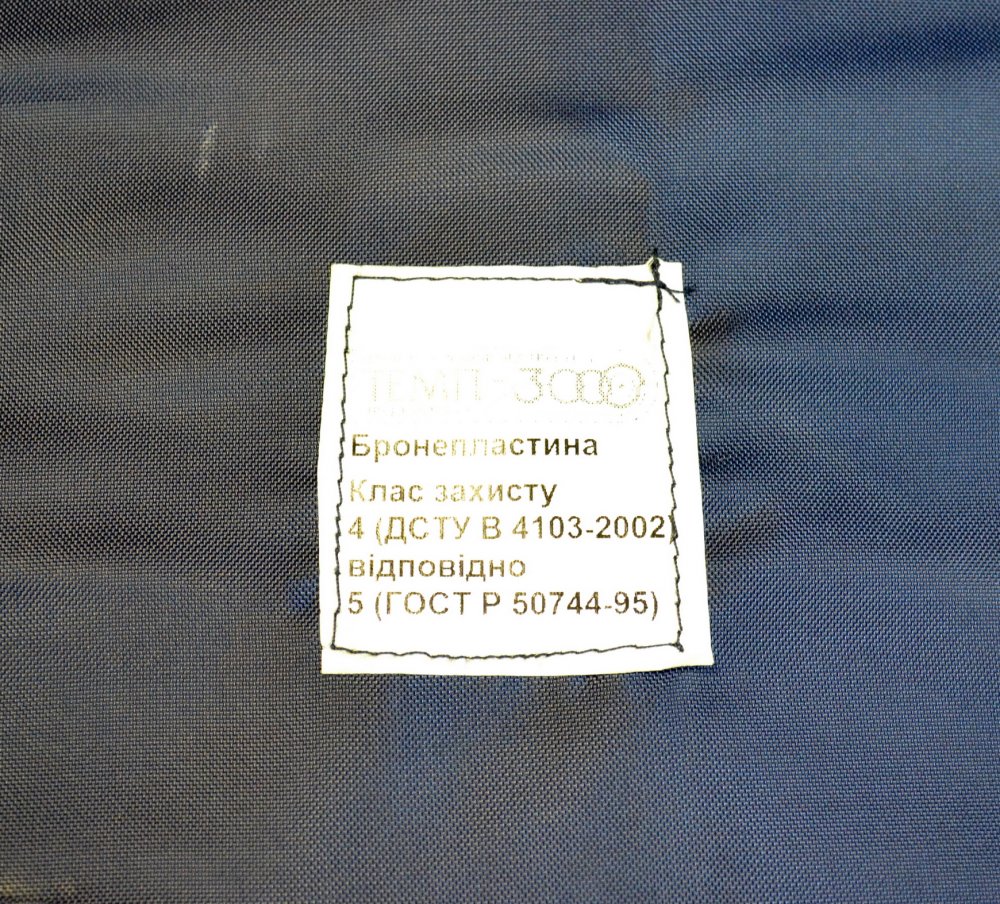 ТЕМП-3000
Бронепластина
Клас захисту
4 (ДСТУ В 4103-2002)
відповідно
5 (ГОСТ Р 50744-95)